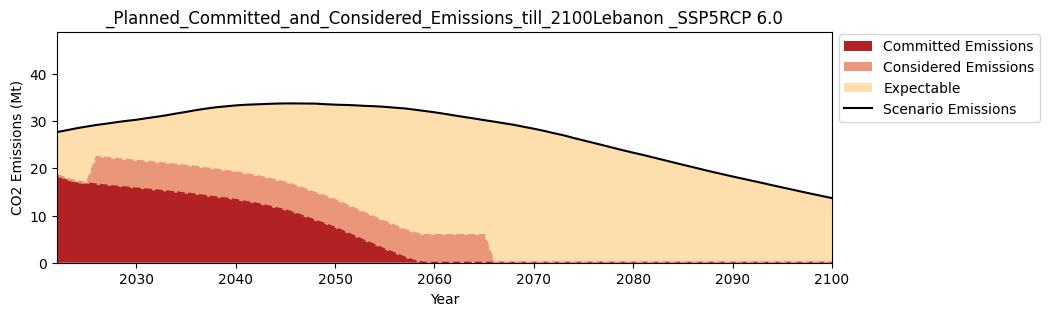 _Planned_Committed_and_Considered_Emissions_till_2100Lebanon _SSP5RCP 6.0
CO2 Emissions (Mt)
40
30
20
10
0
2030 2040 2050 2060 2070 2080 2090 2100
Year
Committed Emissions
Considered Emissions
Expectable
Scenario Emissions